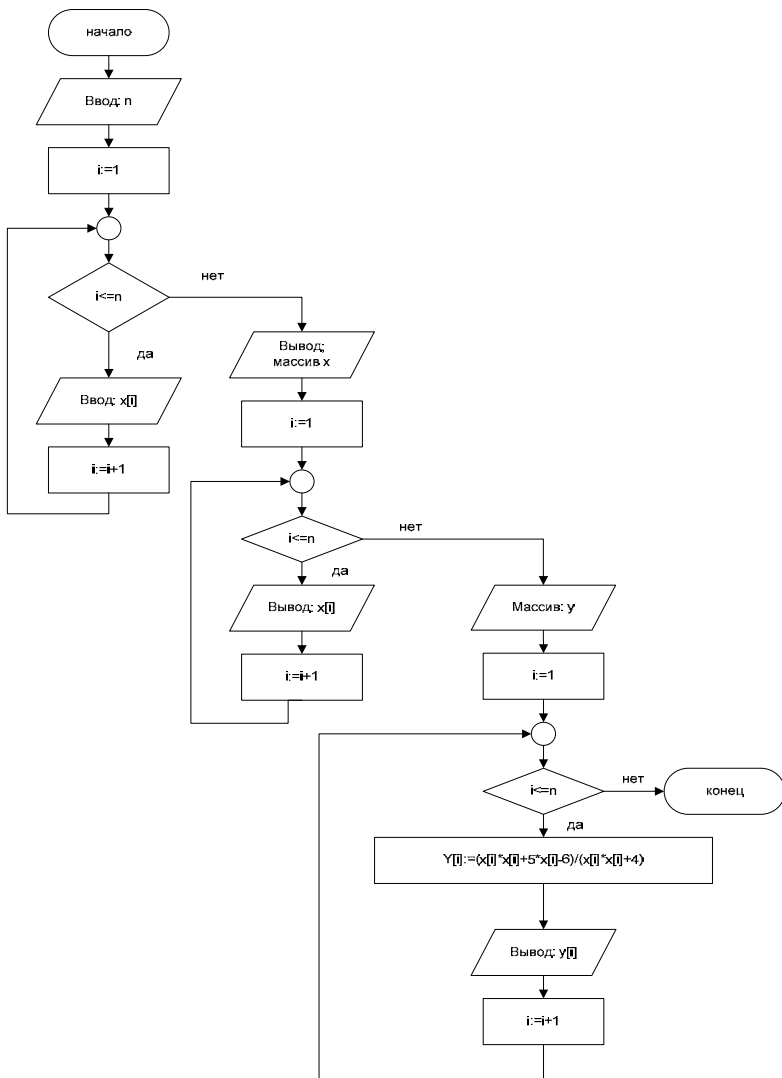 начало
Ввод: n
i:=1
i<=n
нет
да
Ввод: x[i]
i:=i+1
Вывод:
массив x
i:=1
i<=n
нет
да
Вывод: x[i]
i:=i+1
Массив: y
i:=1
i<=n
нет
конец
да
Y[i]:=(x[i]*x[i]+5*x[i]-6)/(x[i]*x[i]+4)
Вывод: y[i]
i:=i+1